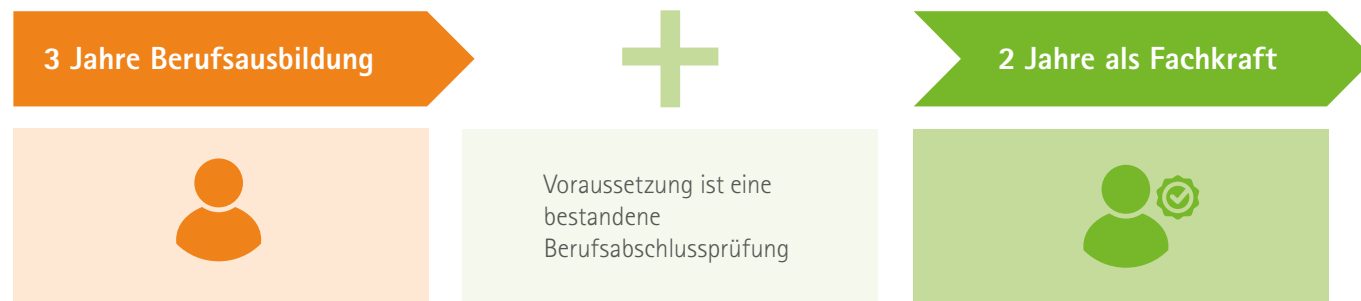 3 Jahre Berufsausbildung
2 Jahre als Fachkraft
Voraussetzung ist eine
bestandene
Berufsabschlussprüfung